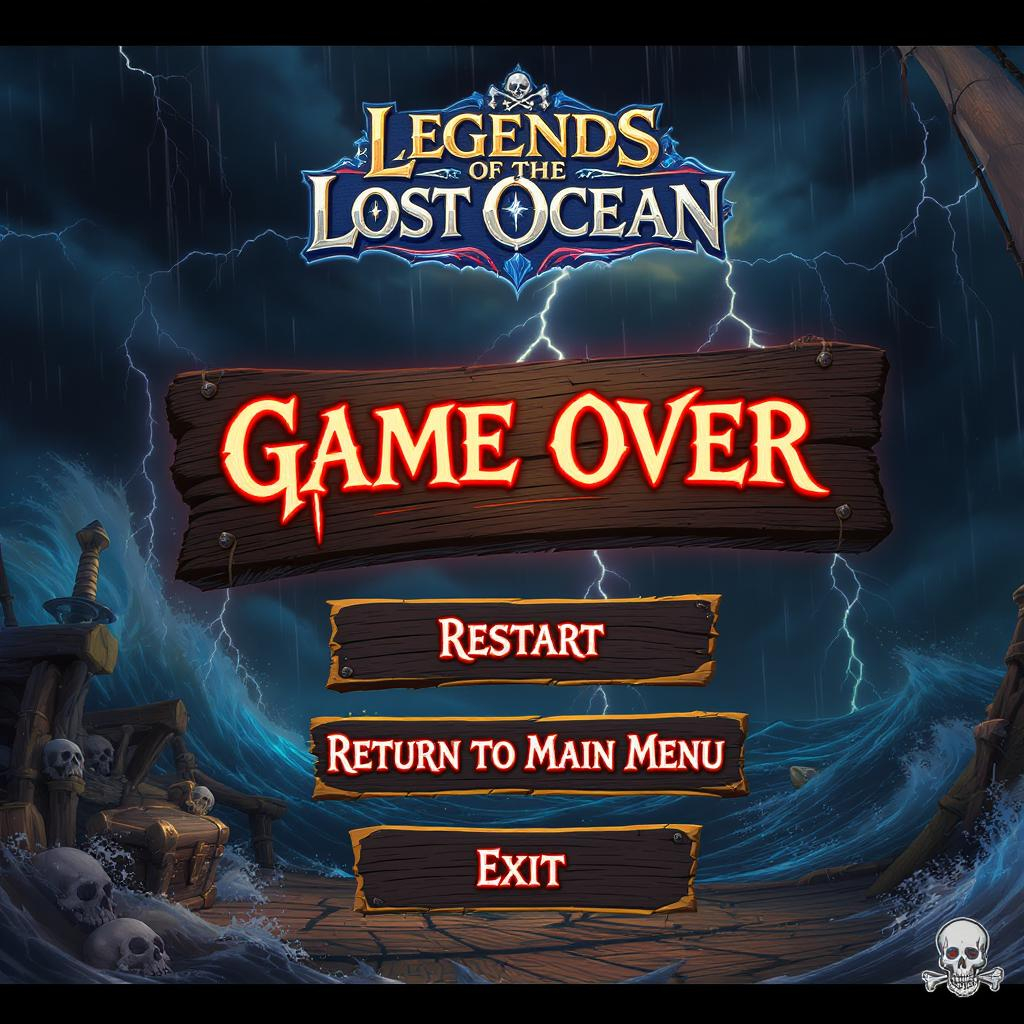 LEGENDS
OF THE
LOST OCEAN
GAME OVER
RESTART
RETURN TO MAIN MENU
EXIT